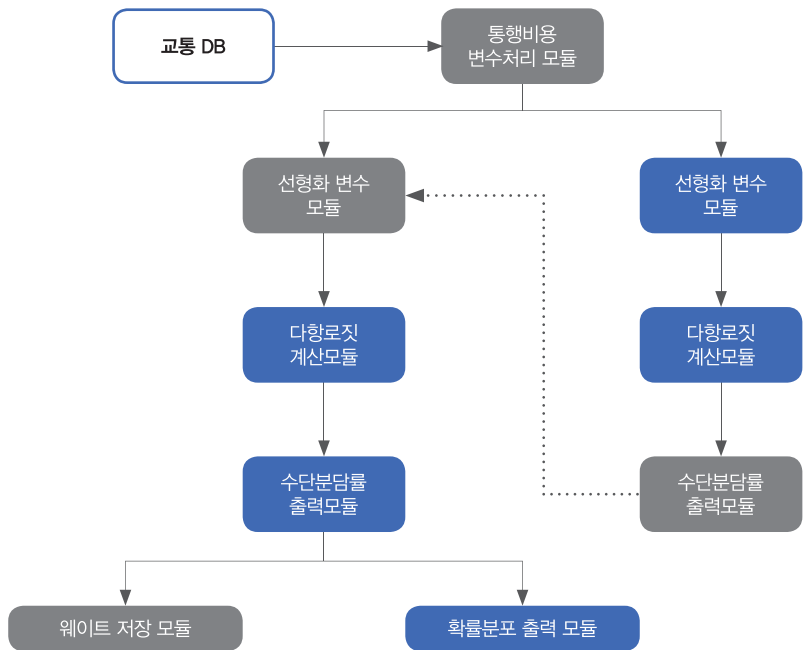 교통 DB
통행비용
변수처리 모듈
선형화 변수
모듈
선형화 변수
모듈
다항로짓
계산모듈
다항로짓
계산모듈
수단분담률
출력모듈
수단분담률
출력모듈
웨이트 저장 모듈
확률분포 출력 모듈